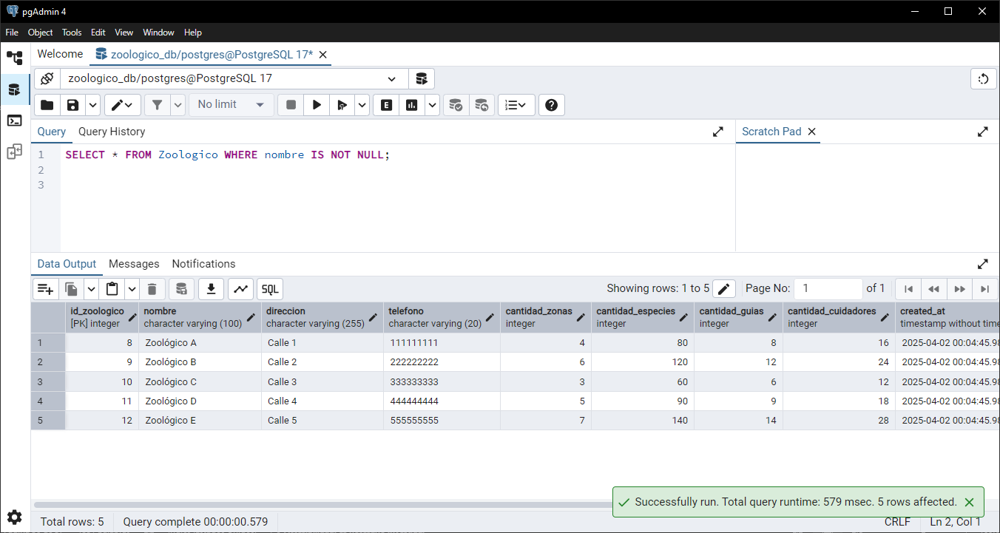 pgAdmin 4
File Object Tools Edit View Window Help
Welcome zoologico_db/postgres@PostgreSQL 17*
zoologico_db/postgres@PostgreSQL 17
No limit
Query Query History Scratch Pad
1 SELECT * FROM Zoologico WHERE nombre IS NOT NULL;
2
3
Data Output Messages Notifications
SQL Showing rows: 1 to 5 Page No: 1 of 1
id_zoologico nombre direccion telefono cantidad_zonas cantidad_especies cantidad_guias cantidad_cuidadores created_at
[PK] integer character varying (100) character varying (255) character varying (20) integer integer integer integer timestamp without time
1 8 Zoológico A Calle 1 111111111 4 80 8 16 2025-04-02 00:04:45.98
2 9 Zoológico B Calle 2 222222222 6 120 12 24 2025-04-02 00:04:45.98
3 10 Zoológico C Calle 3 333333333 3 60 6 12 2025-04-02 00:04:45.98
4 11 Zoológico D Calle 4 444444444 5 90 9 18 2025-04-02 00:04:45.98
5 12 Zoológico E Calle 5 555555555 7 140 14 28 2025-04-02 00:04:45.98
Successfully run. Total query runtime: 579 msec. 5 rows affected.
Total rows: 5 Query complete 00:00:00.579 CRLF Ln 2, Col 1